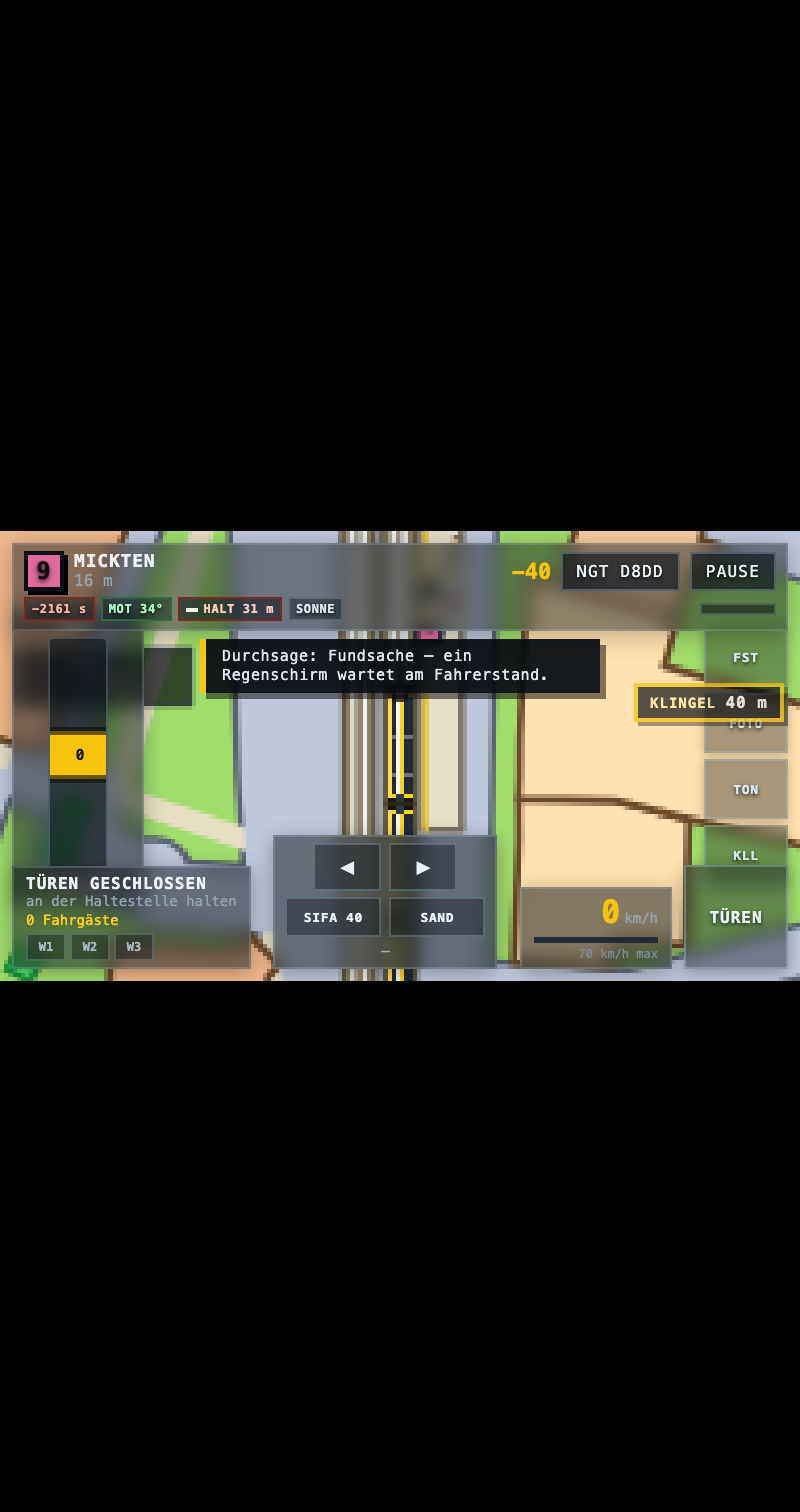 9 MICKTEN
16 m
−40
NGT D8DD
PAUSE
−2161 s
MOT 34°
HALT 31 m
SONNE
Durchsage: Fundsache — ein
Regenschirm wartet am Fahrerstand.
FST
KLINGEL 40 m
FOTO
0
TON
KLL
TÜREN GESCHLOSSEN
an der Haltestelle halten
0 Fahrgäste
W1 W2 W3
◀ ▶
SIFA 40
SAND
—
0 km/h
70 km/h max
TÜREN